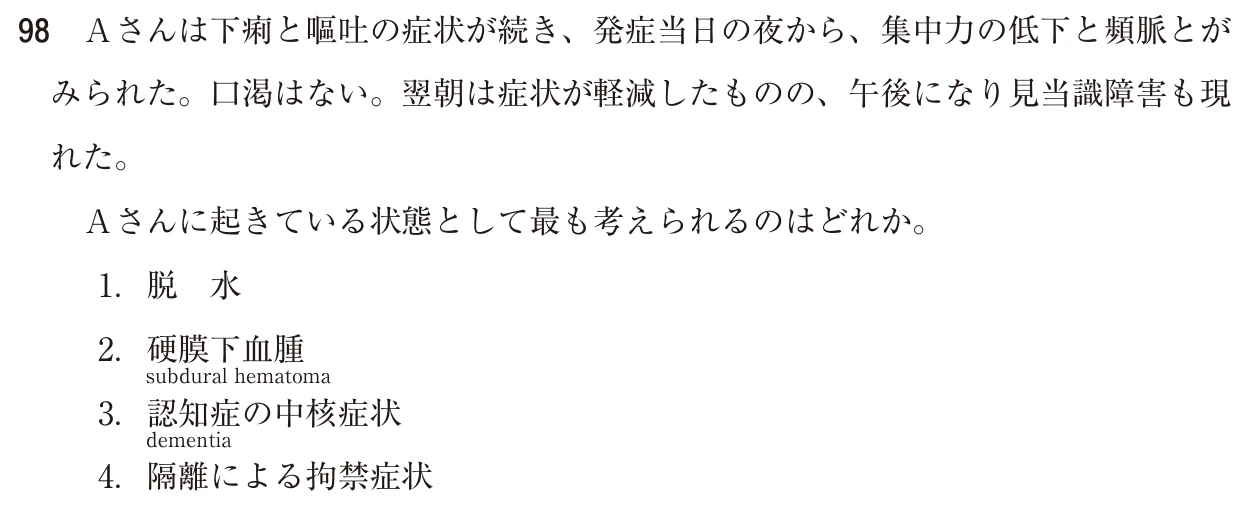 98　Ａさんは下痢と嘔吐の症状が続き、発症当日の夜から、集中力の低下と頻脈とが
みられた。口渇はない。翌朝は症状が軽減したものの、午後になり見当識障害も現
れた。
Ａさんに起きている状態として最も考えられるのはどれか。
1. 脱　水
2. 硬膜下血腫
subdural hematoma
3. 認知症の中核症状
dementia
4. 隔離による拘禁症状